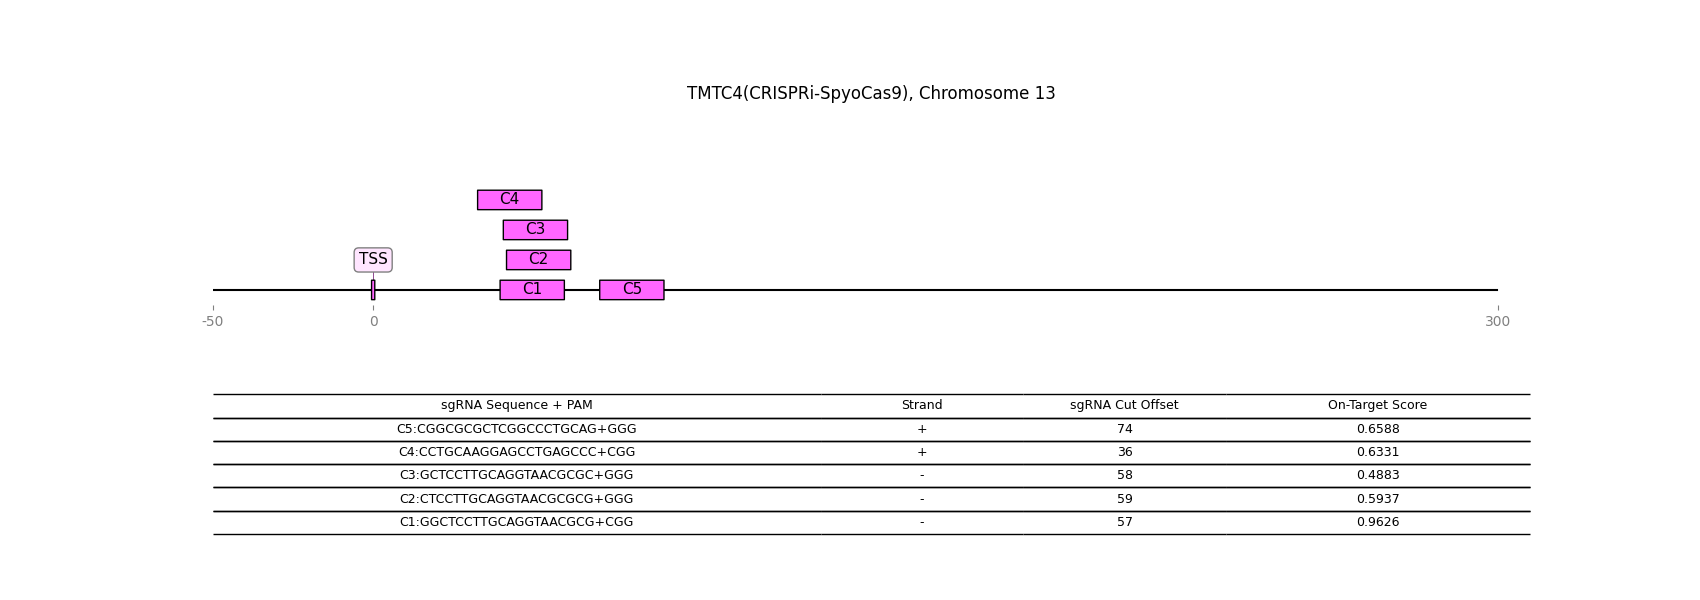 TMTC4(CRISPRi-SpyoCas9), Chromosome 13
C4
C3
TSS C2
C1 C5
-50 0 300
sgRNA Sequence + PAM Strand sgRNA Cut Offset On-Target Score
C5:CGGCGCGCTCGGCCCTGCAG+GGG + 74 0.6588
C4:CCTGCAAGGAGCCTGAGCCC+CGG + 36 0.6331
C3:GCTCCTTGCAGGTAACGCGC+GGG - 58 0.4883
C2:CTCCTTGCAGGTAACGCGCG+GGG - 59 0.5937
C1:GGCTCCTTGCAGGTAACGCG+CGG - 57 0.9626